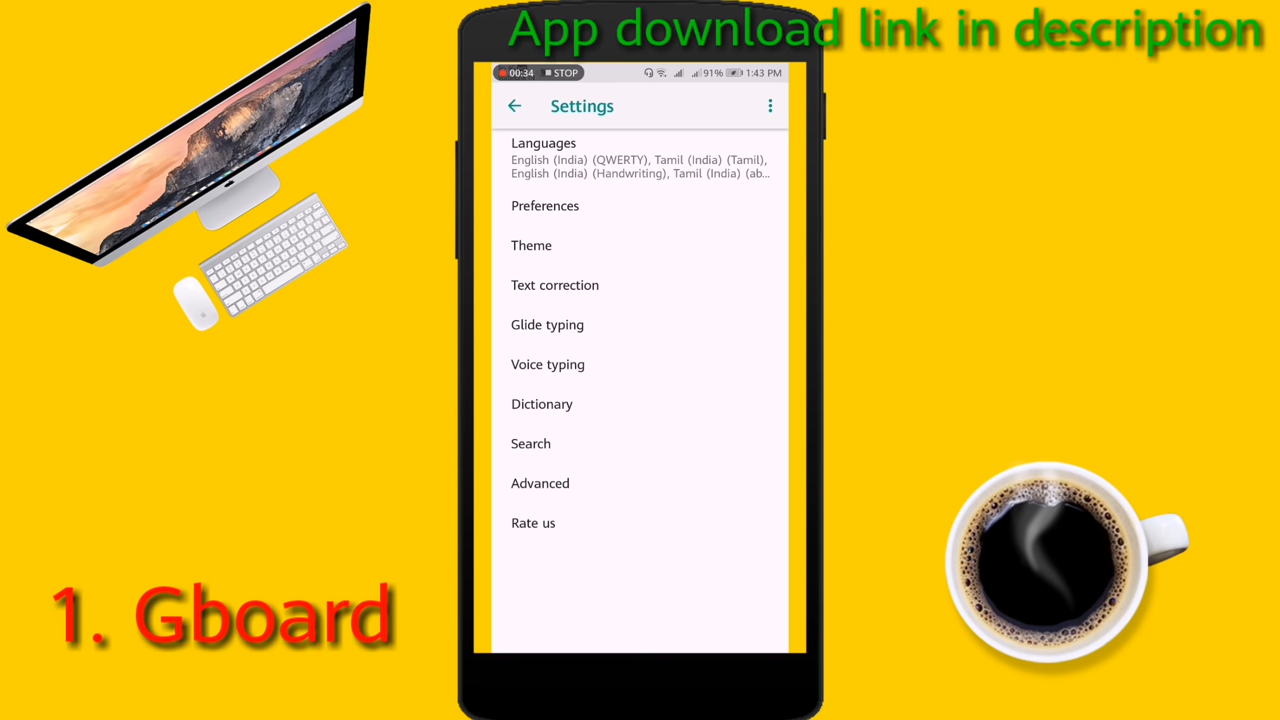 App download link in description
00:34 STOP 91% 1:43 PM
Settings
Languages
English (India) (QWERTY), Tamil (India) (Tamil),
English (India) (Handwriting), Tamil (India) (ab...
Preferences
Theme
Text correction
Glide typing
Voice typing
Dictionary
Search
Advanced
Rate us
1. Gboard